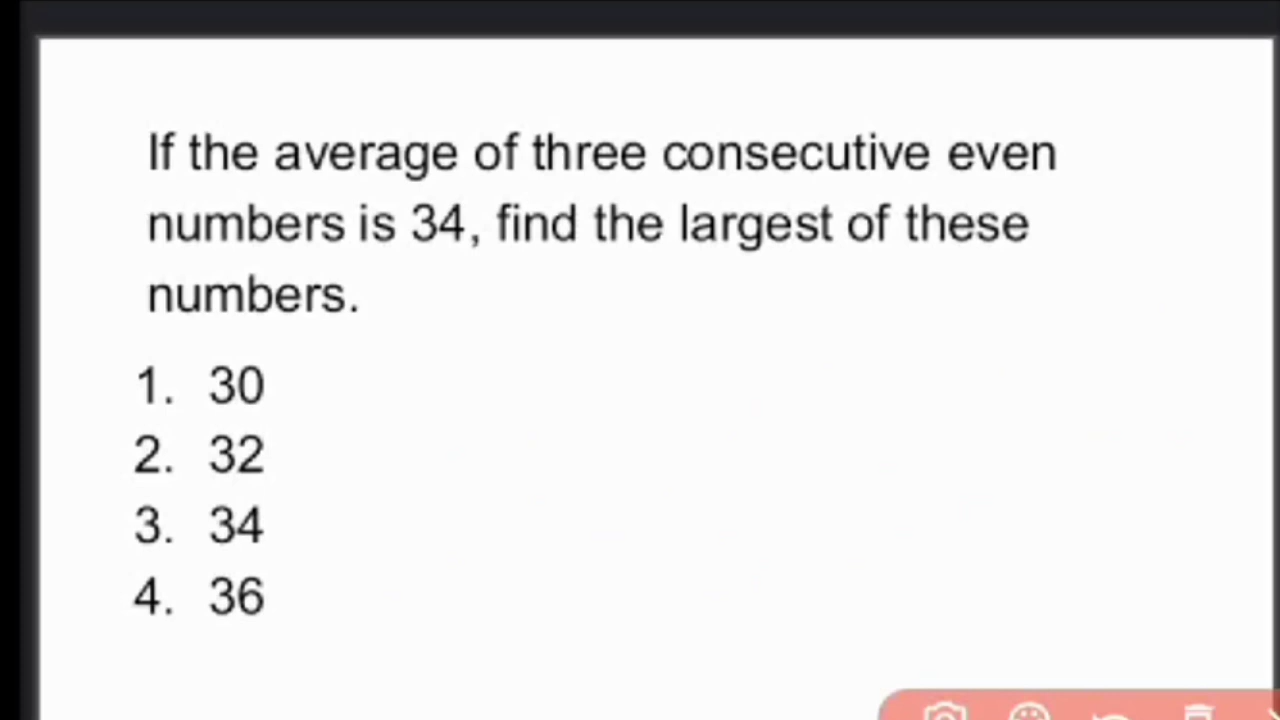 If the average of three consecutive even
numbers is 34, find the largest of these
numbers.
1. 30
2. 32
3. 34
4. 36